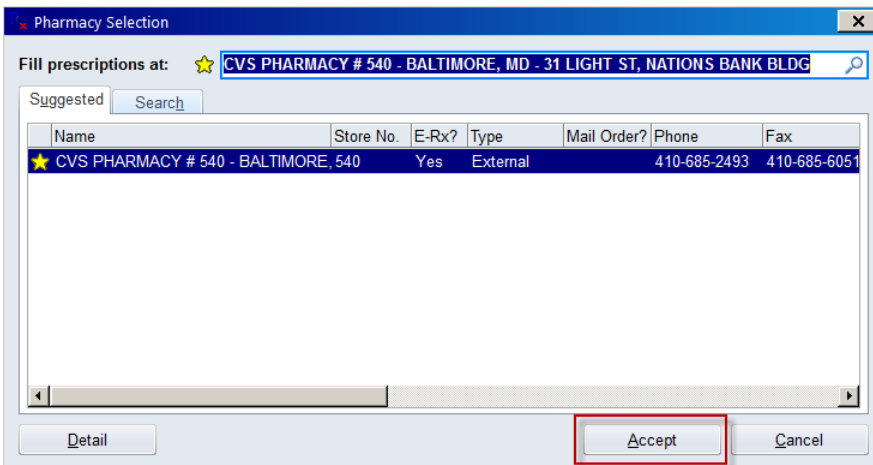 Pharmacy Selection
Fill prescriptions at: CVS PHARMACY # 540 - BALTIMORE, MD - 31 LIGHT ST, NATIONS BANK BLDG
Suggested Search
Name Store No. E-Rx? Type Mail Order? Phone Fax
CVS PHARMACY # 540 - BALTIMORE, 540 Yes External 410-685-2493 410-685-6051
Detail Accept Cancel